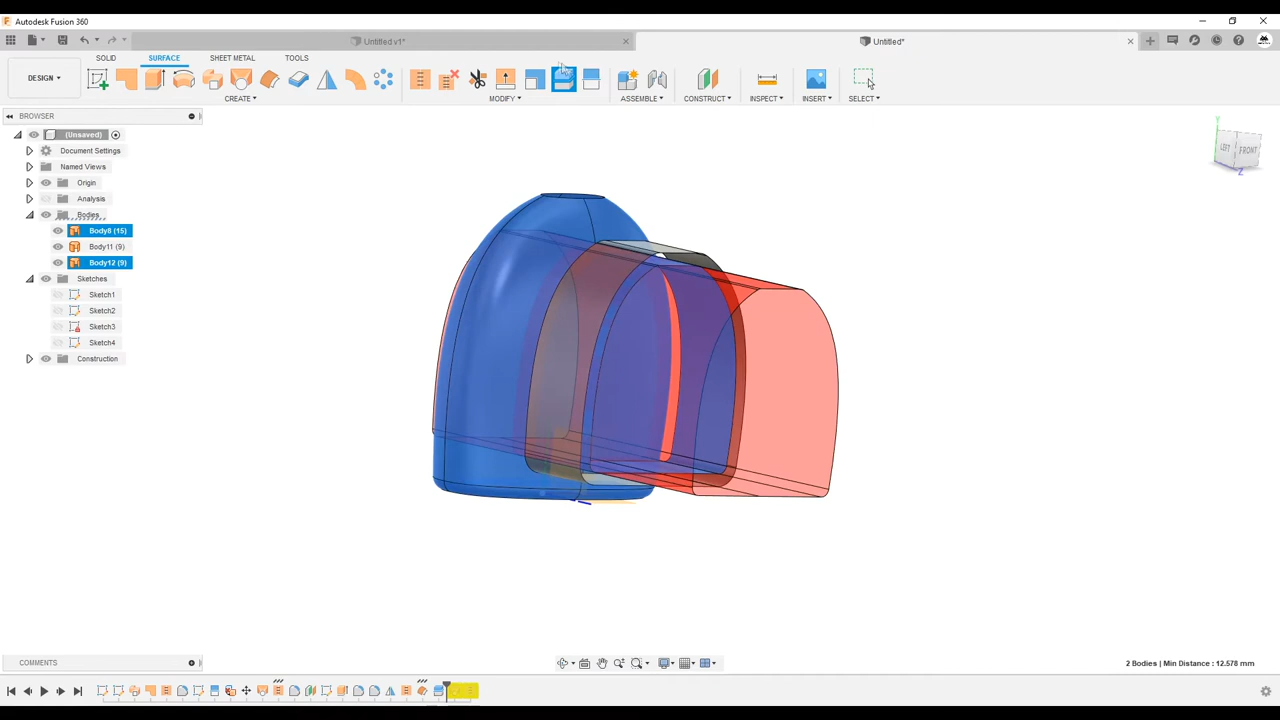 Autodesk Fusion 360
Untitled v1*
Untitled*
DESIGN
SOLID
SURFACE
SHEET METAL
TOOLS
CREATE
MODIFY
ASSEMBLE
CONSTRUCT
INSPECT
INSERT
SELECT
BROWSER
(Unsaved)
Document Settings
Named Views
Origin
Analysis
Bodies
Body8 (15)
Body11 (9)
Body12 (9)
Sketches
Sketch1
Sketch2
Sketch3
Sketch4
Construction
Y
LEFT
FRONT
Z
COMMENTS
2 Bodies | Min Distance : 12.578 mm